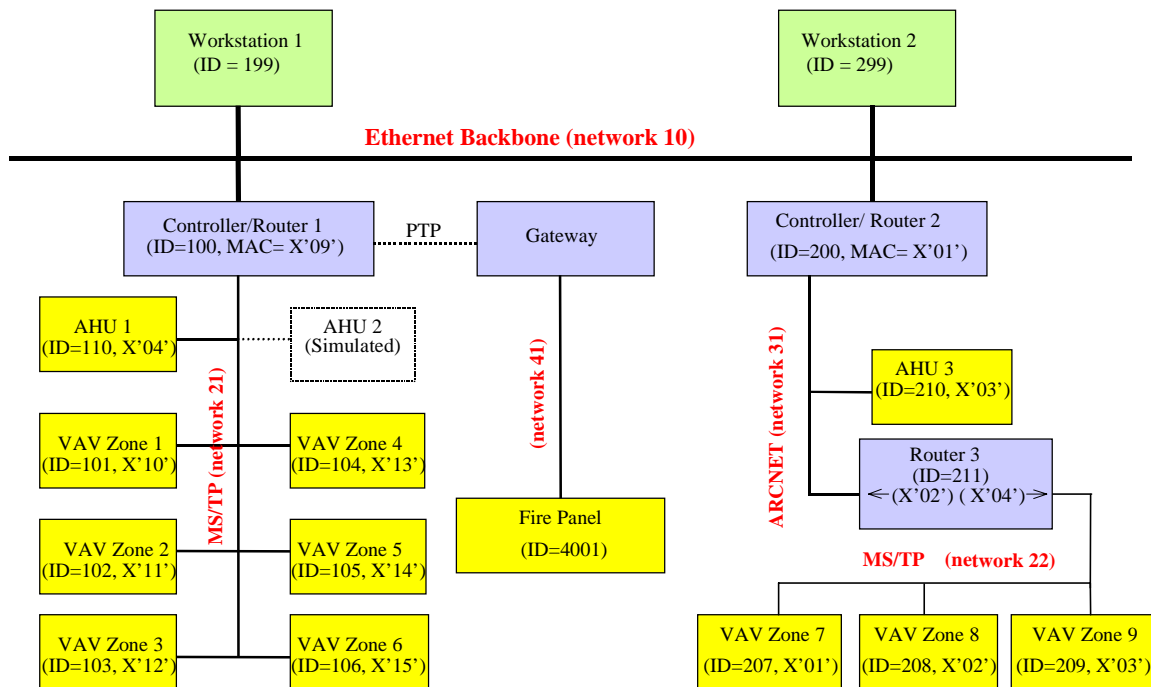 Workstation 1
(ID = 199)
Workstation 2
(ID = 299)
Ethernet Backbone (network 10)
Controller/Router 1
(ID=100, MAC= X'09')
PTP
Gateway
Controller/ Router 2
(ID=200, MAC= X'01')
AHU 1
(ID=110, X'04')
AHU 2
(Simulated)
MS/TP (network 21)
(network 41)
ARCNET (network 31)
AHU 3
(ID=210, X'03')
VAV Zone 1
(ID=101, X'10')
VAV Zone 4
(ID=104, X'13')
Router 3
(ID=211)
(X'02') ( X'04')
VAV Zone 2
(ID=102, X'11')
VAV Zone 5
(ID=105, X'14')
Fire Panel
(ID=4001)
MS/TP (network 22)
VAV Zone 3
(ID=103, X'12')
VAV Zone 6
(ID=106, X'15')
VAV Zone 7
(ID=207, X'01')
VAV Zone 8
(ID=208, X'02')
VAV Zone 9
(ID=209, X'03')